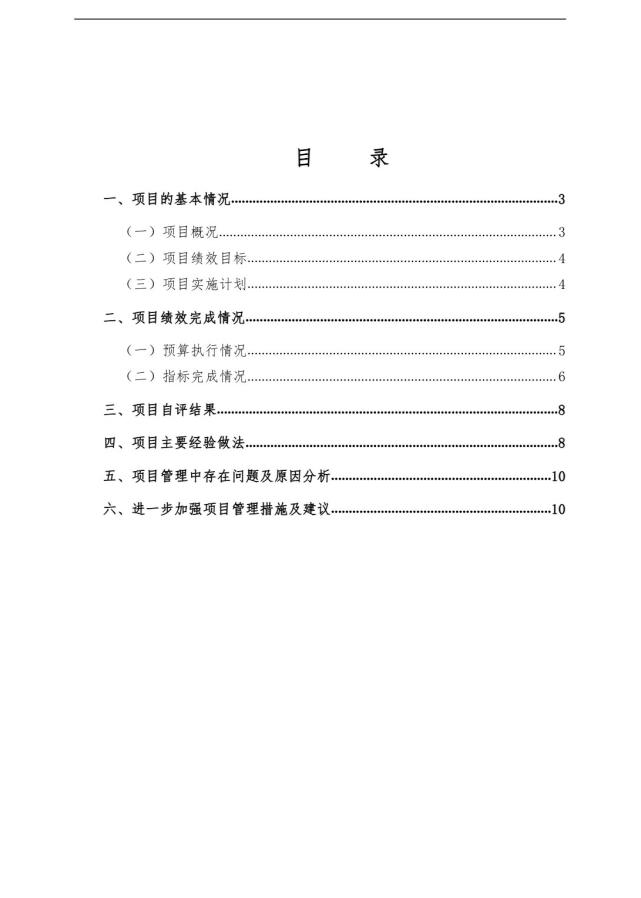 目 录
一、项目的基本情况........................3
（一）项目概况........................3
（二）项目绩效目标........................4
（三）项目实施计划........................4
二、项目绩效完成情况........................5
（一）预算执行情况........................5
（二）指标完成情况........................6
三、项目自评结果........................8
四、项目主要经验做法........................8
五、项目管理中存在问题及原因分析........................10
六、进一步加强项目管理措施及建议........................10